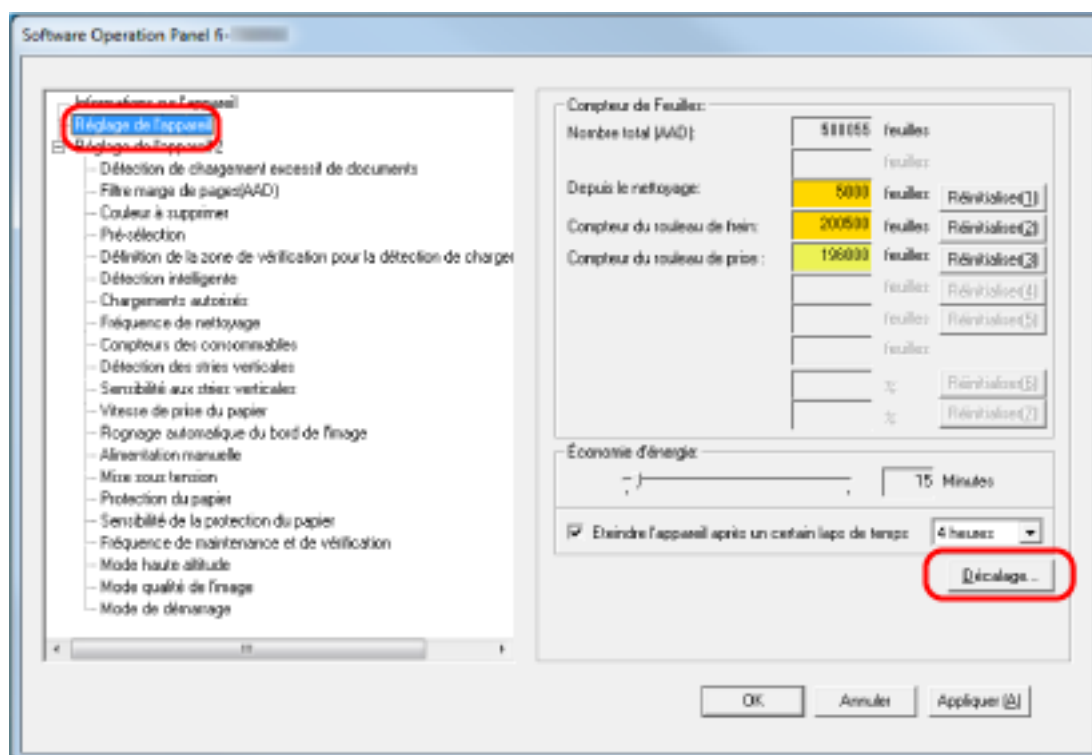 Software Operation Panel fi-
Informations sur l'appareil
Réglage de l'appareil
Réglage de l'appareil 2
Détection de chargement excessif de documents
Filtre marge de pages(AAD)
Couleur à supprimer
Pré-sélection
Définition de la zone de vérification pour la détection de charge
Détection intelligente
Chargements autorisés
Fréquence de nettoyage
Compteurs des consommables
Détection des stries verticales
Sensibilité aux stries verticales
Vitesse de prise du papier
Rognage automatique du bord de l'image
Alimentation manuelle
Mise sous tension
Protection du papier
Sensibilité de la protection du papier
Fréquence de maintenance et de vérification
Mode haute altitude
Mode qualité de l'image
Mode de démarrage
Compteur de Feuilles:
Nombre total (AAD): 500055 feuilles
feuilles
Depuis le nettoyage: 5000 feuilles Réinitialiser(1)
Compteur du rouleau de frein: 200500 feuilles Réinitialiser(2)
Compteur du rouleau de prise : 196000 feuilles Réinitialiser(3)
feuilles Réinitialiser(4)
feuilles Réinitialiser(5)
feuilles
% Réinitialiser(6)
% Réinitialiser(7)
Économie d'énergie:
15 Minutes
Eteindre l'appareil après un certain laps de temps 4 heures
Décalage...
OK Annuler Appliquer (A)